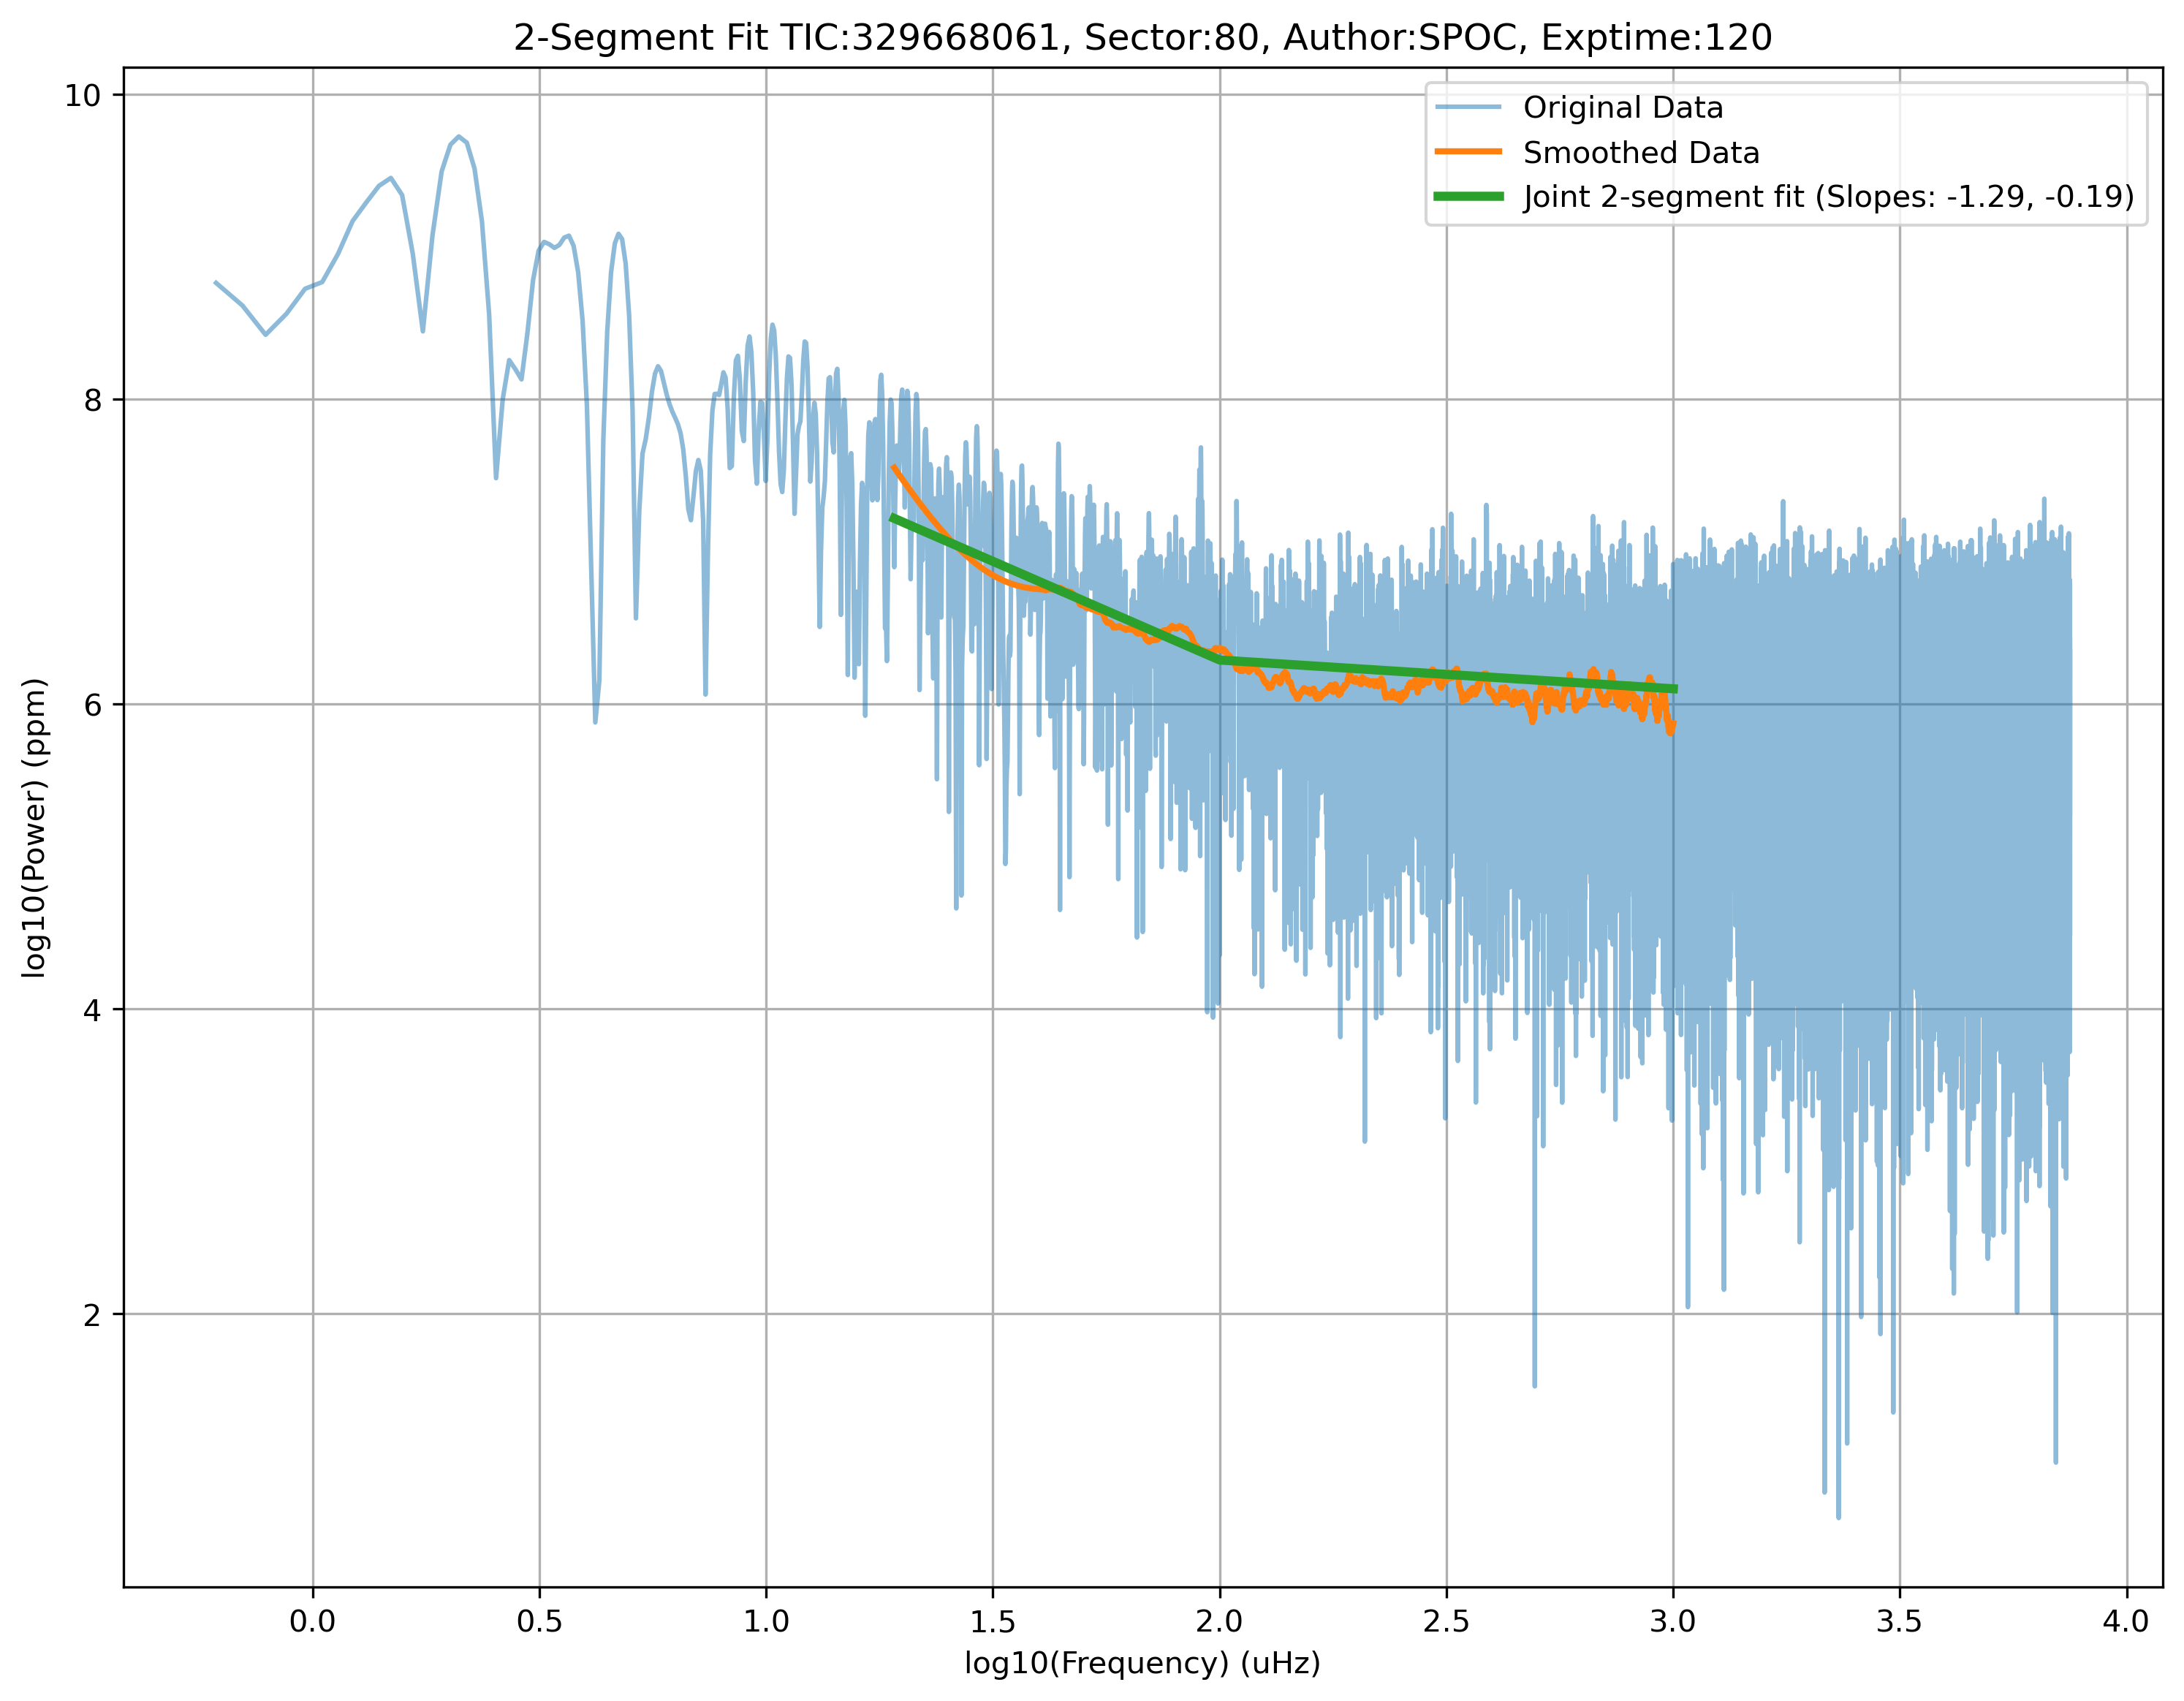 2-Segment Fit TIC:329668061, Sector:80, Author:SPOC, Exptime:120
Original Data
Smoothed Data
Joint 2-segment fit (Slopes: -1.29, -0.19)
10
8
6
4
2
log10(Power) (ppm)
0.0 0.5 1.0 1.5 2.0 2.5 3.0 3.5 4.0
log10(Frequency) (uHz)